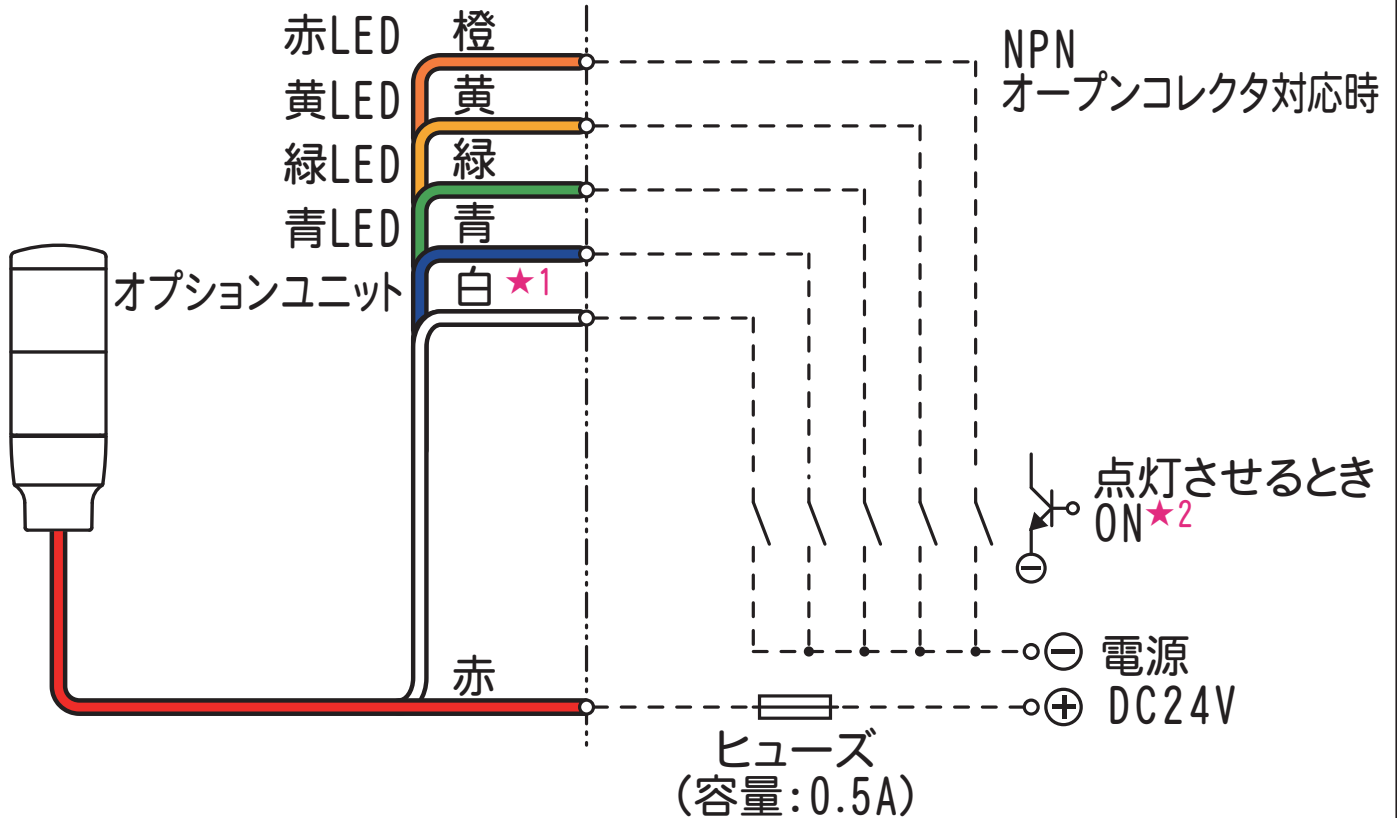 赤LED 橙
NPN
オープンコレクタ対応時
黄LED 黄
緑LED 緑
青LED 青
オプションユニット 白 ★1
点灯させるとき
ON★2
赤
電源
DC24V
ヒューズ
(容量:0.5A)